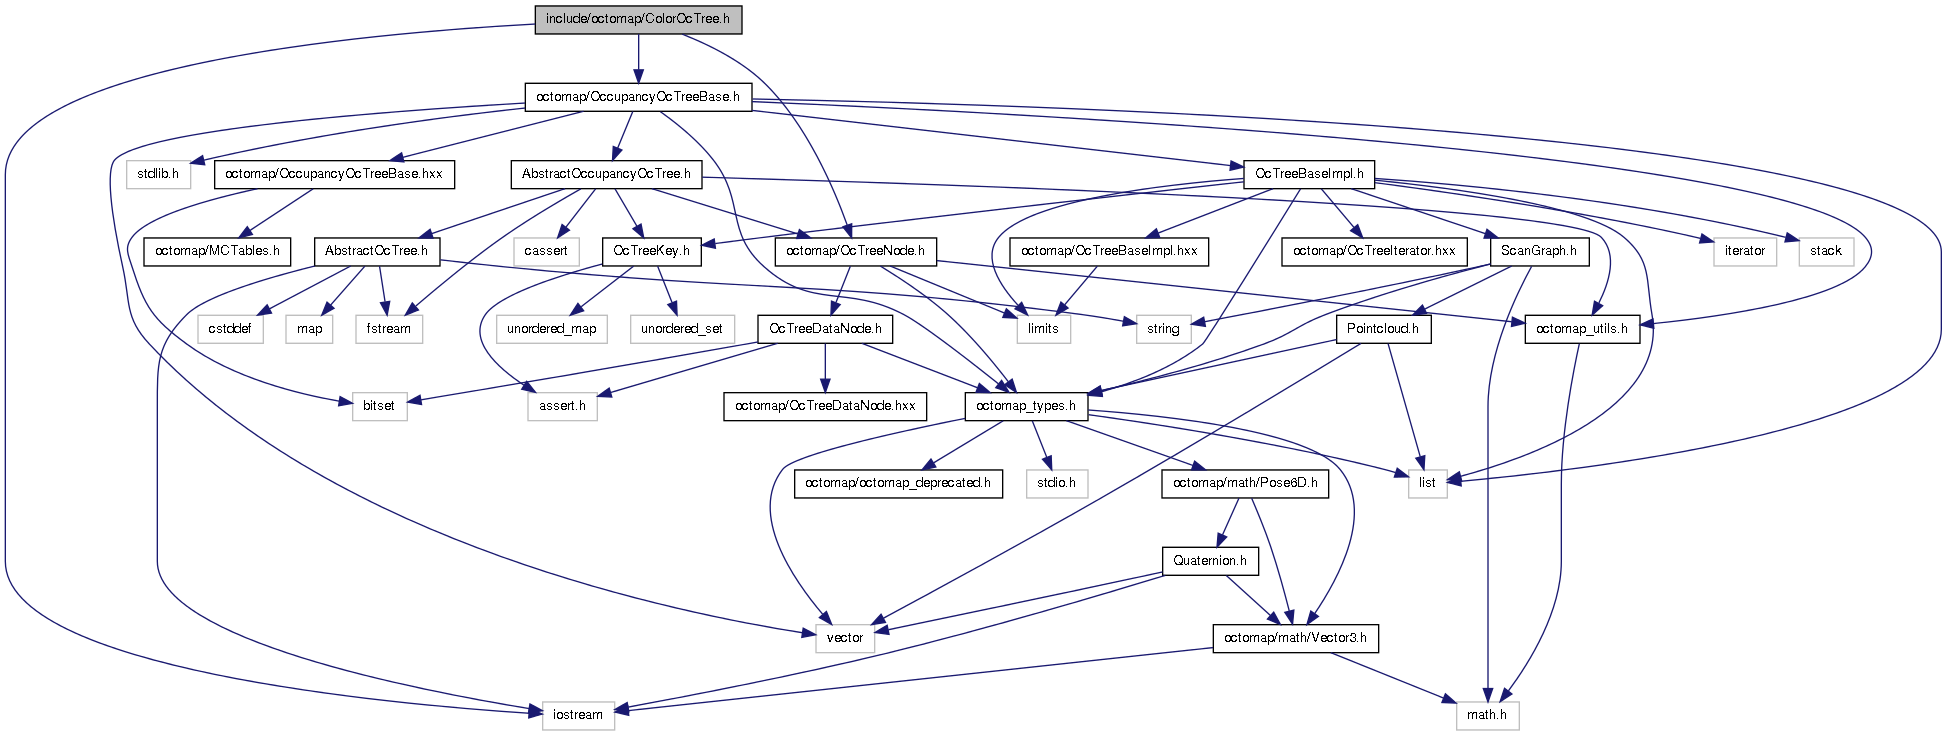 include/octomap/ColorOcTree.h
octomap/OccupancyOcTreeBase.h
stdlib.h
octomap/OccupancyOcTreeBase.hxx
AbstractOccupancyOcTree.h
OcTreeBaseImpl.h
octomap/MCTables.h
AbstractOcTree.h
cassert
OcTreeKey.h
octomap/OcTreeNode.h
octomap/OcTreeBaseImpl.hxx
octomap/OcTreeIterator.hxx
ScanGraph.h
iterator
stack
cstddef
map
fstream
unordered_map
unordered_set
OcTreeDataNode.h
limits
string
Pointcloud.h
octomap_utils.h
bitset
assert.h
octomap/OcTreeDataNode.hxx
octomap_types.h
octomap/octomap_deprecated.h
stdio.h
octomap/math/Pose6D.h
list
Quaternion.h
vector
octomap/math/Vector3.h
iostream
math.h